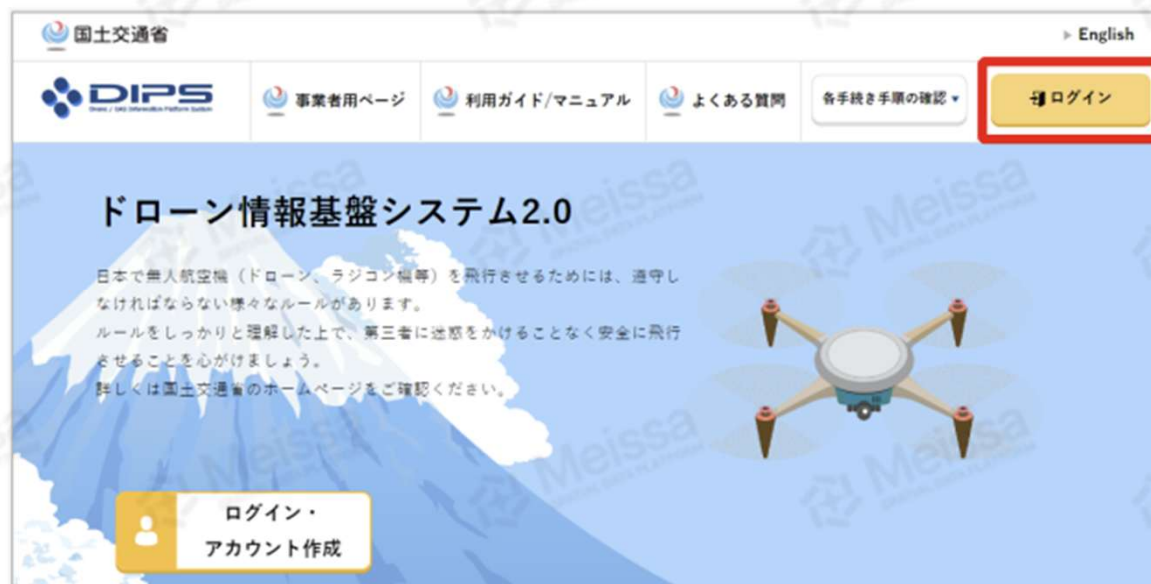 国土交通省
English
DIPS
事業者用ページ
利用ガイド/マニュアル
よくある質問
各手続き手順の確認
ログイン
ドローン情報基盤システム2.0
日本で無人航空機（ドローン、ラジコン機等）を飛行させるためには、遵守し
なければならない様々なルールがあります。
ルールをしっかりと理解した上で、第三者に迷惑をかけることなく安全に飛行
させることを心がけましょう。
詳しくは国土交通省のホームページをご確認ください。
ログイン・
アカウント作成
Meissa